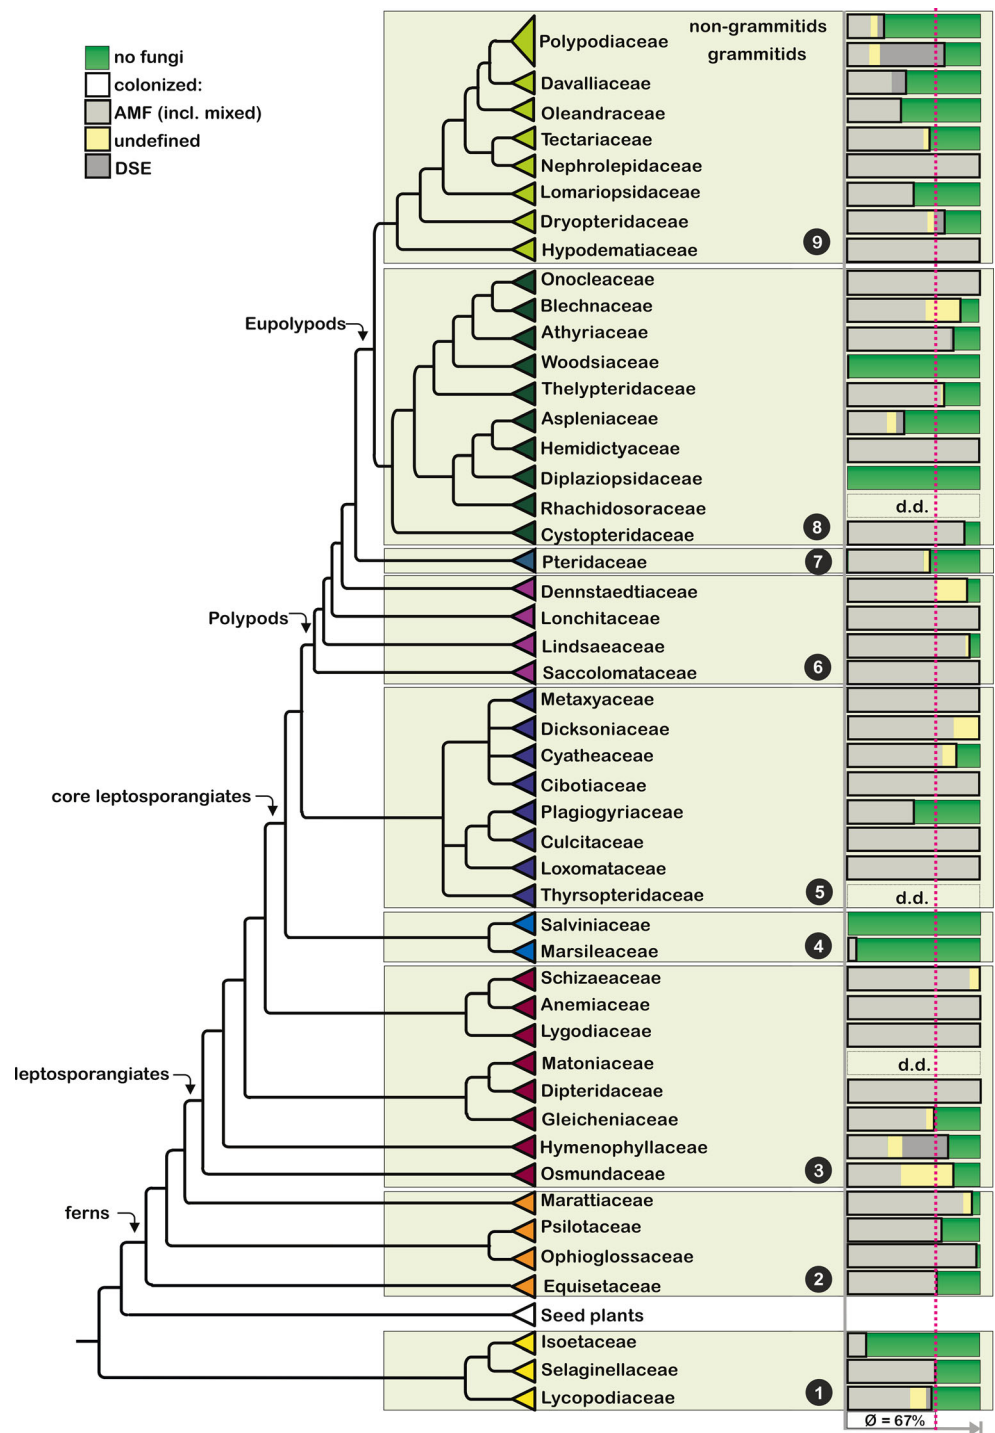 no fungi
colonized:
AMF (incl. mixed)
undefined
DSE
non-grammitids
Polypodiaceae
grammitids
Davalliaceae
Oleandraceae
Tectariaceae
Nephrolepidaceae
Lomariopsidaceae
Dryopteridaceae
Hypodematiaceae
9
Onocleaceae
Blechnaceae
Eupolypods
Athyriaceae
Woodsiaceae
Thelypteridaceae
Aspleniaceae
Hemidictyaceae
Diplaziopsidaceae
Rhachidosoraceae d.d.
Cystopteridaceae
8
Pteridaceae 7
Dennstaedtiaceae
Polypods
Lonchitaceae
Lindsaeaceae
Saccolomataceae
6
Metaxyaceae
Dicksoniaceae
Cyatheaceae
Cibotiaceae
core leptosporangiates
Plagiogyriaceae
Culcitaceae
Loxomataceae
Thyrsopteridaceae 5 d.d.
Salviniaceae
Marsileaceae 4
Schizaeaceae
Anemiaceae
Lygodiaceae
Matoniaceae d.d.
leptosporangiates
Dipteridaceae
Gleicheniaceae
Hymenophyllaceae
Osmundaceae 3
Marattiaceae
ferns
Psilotaceae
Ophioglossaceae
Equisetaceae 2
Seed plants
Isoetaceae
Selaginellaceae
Lycopodiaceae 1
Ø = 67%